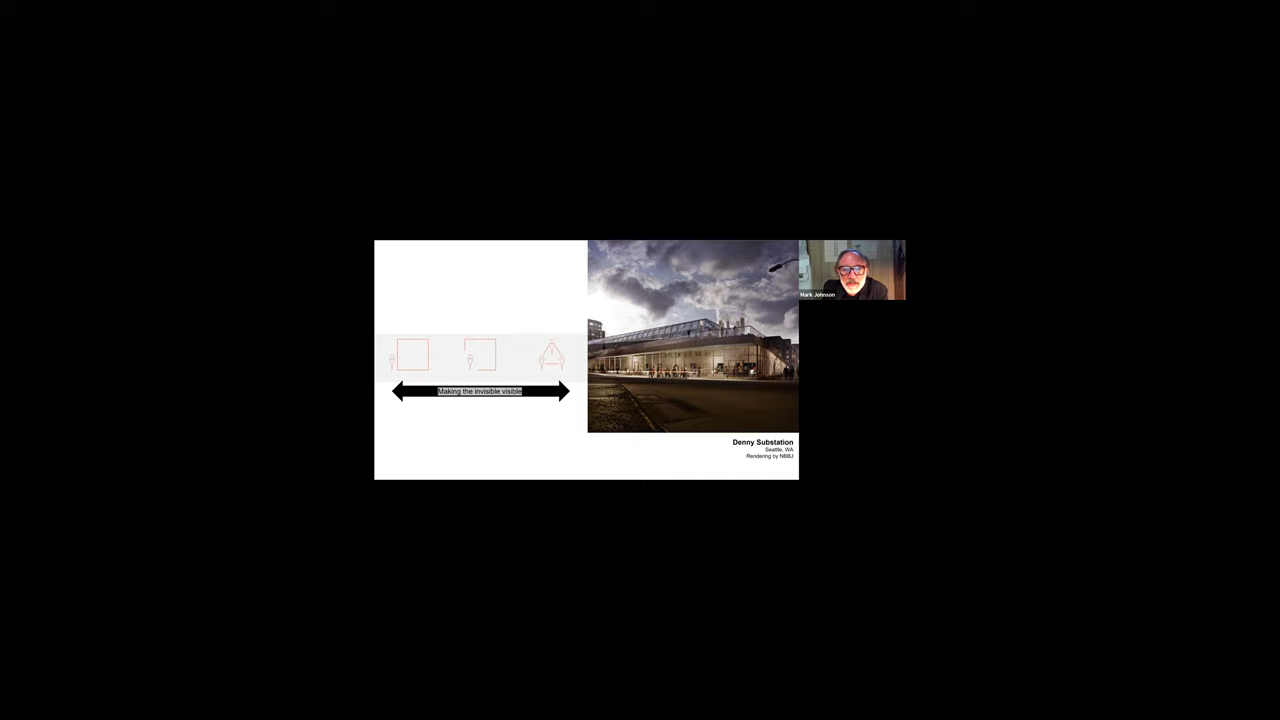 Making the invisible visible
Denny Substation
Seattle, WA
Rendering by NBBJ
Mark Johnson